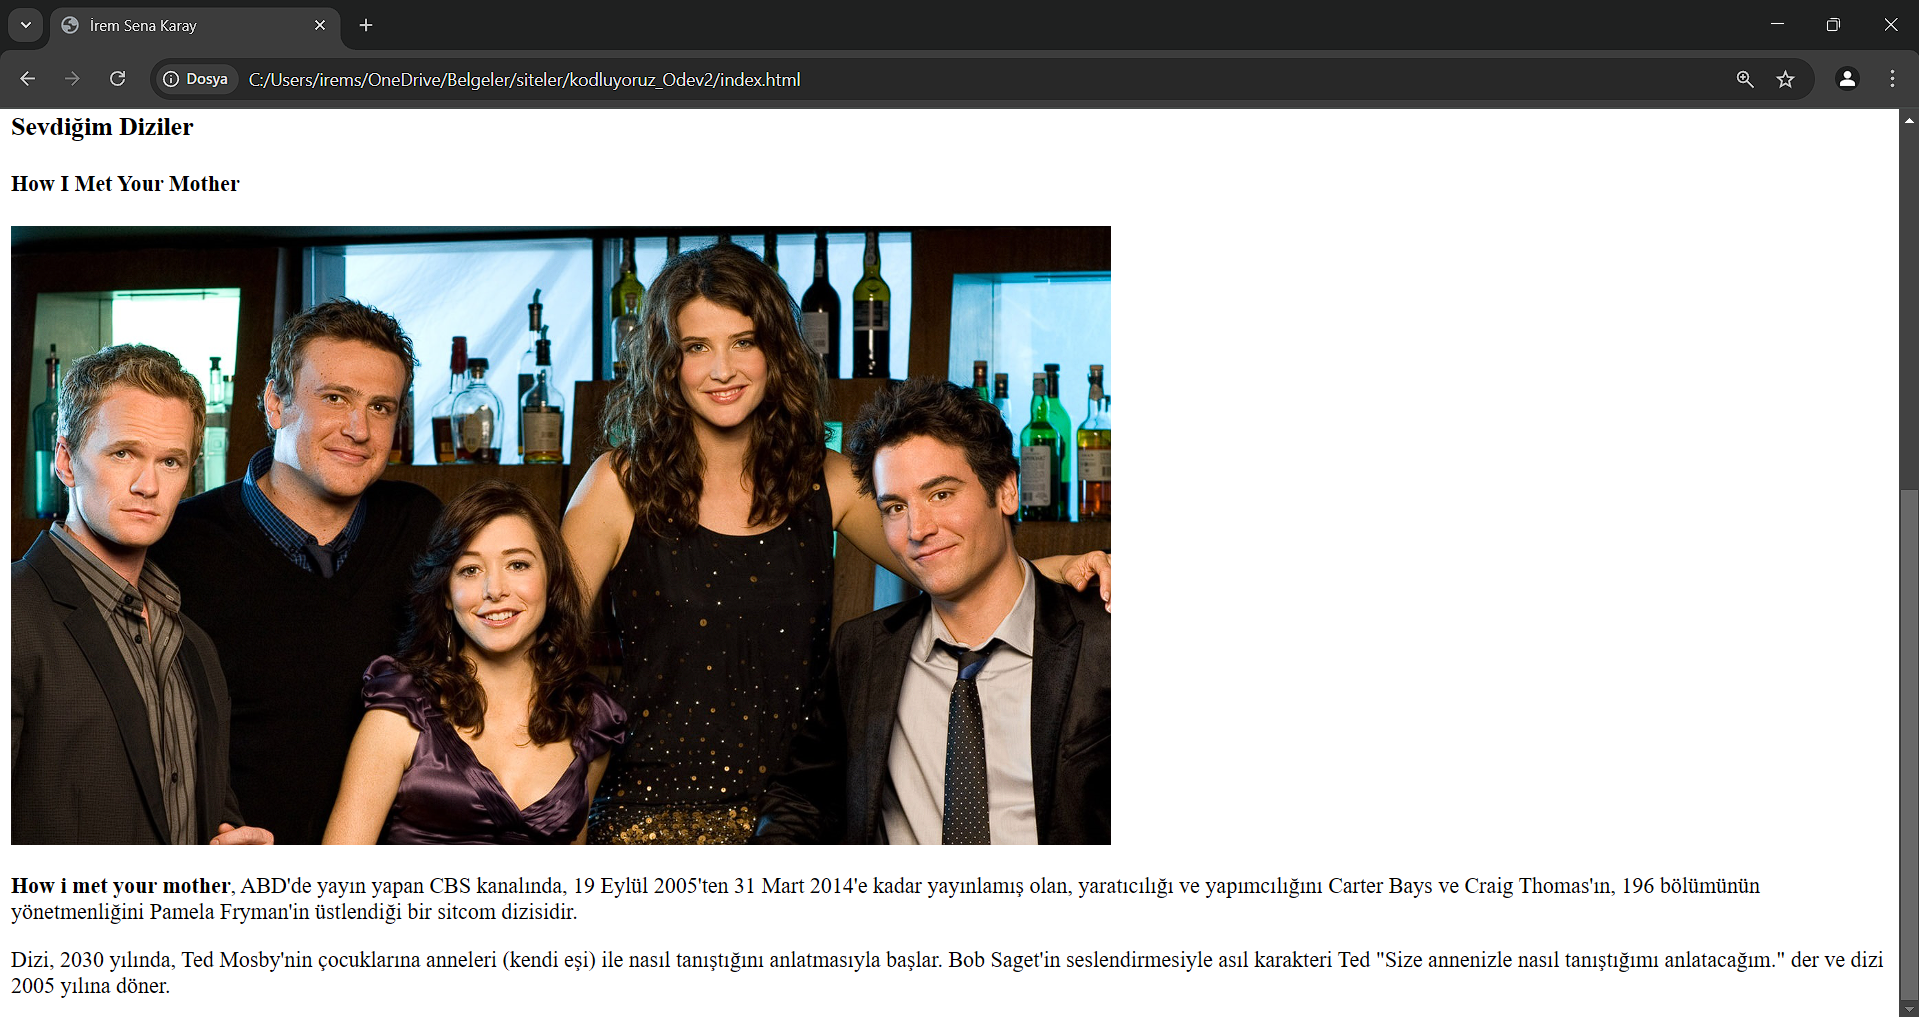 İrem Sena Karay
Dosya
C:/Users/irems/OneDrive/Belgeler/siteler/kodluyoruz_Odev2/index.html
Sevdiğim Diziler
How I Met Your Mother
How i met your mother, ABD'de yayın yapan CBS kanalında, 19 Eylül 2005'ten 31 Mart 2014'e kadar yayınlamış olan, yaratıcılığı ve yapımcılığını Carter Bays ve Craig Thomas'ın, 196 bölümünün
yönetmenliğini Pamela Fryman'in üstlendiği bir sitcom dizisidir.
Dizi, 2030 yılında, Ted Mosby'nin çocuklarına anneleri (kendi eşi) ile nasıl tanıştığını anlatmasıyla başlar. Bob Saget'in seslendirmesiyle asıl karakteri Ted "Size annenizle nasıl tanıştığımı anlatacağım." der ve dizi
2005 yılına döner.